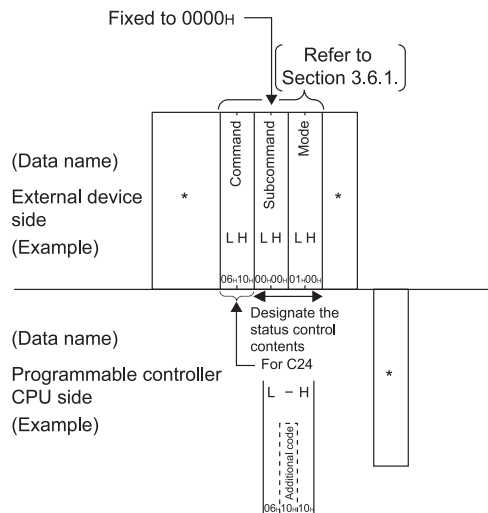 Fixed to 0000H
Refer to
Section 3.6.1.
Command
Subcommand
Mode
(Data name)
External device
side
(Example)
*
*
L H
L H
L H
06H 10H
00H 00H
01H 00H
Designate the
status control
contents
For C24
(Data name)
Programmable controller
CPU side
(Example)
L – H
Additional code
06H 10H 10H
*